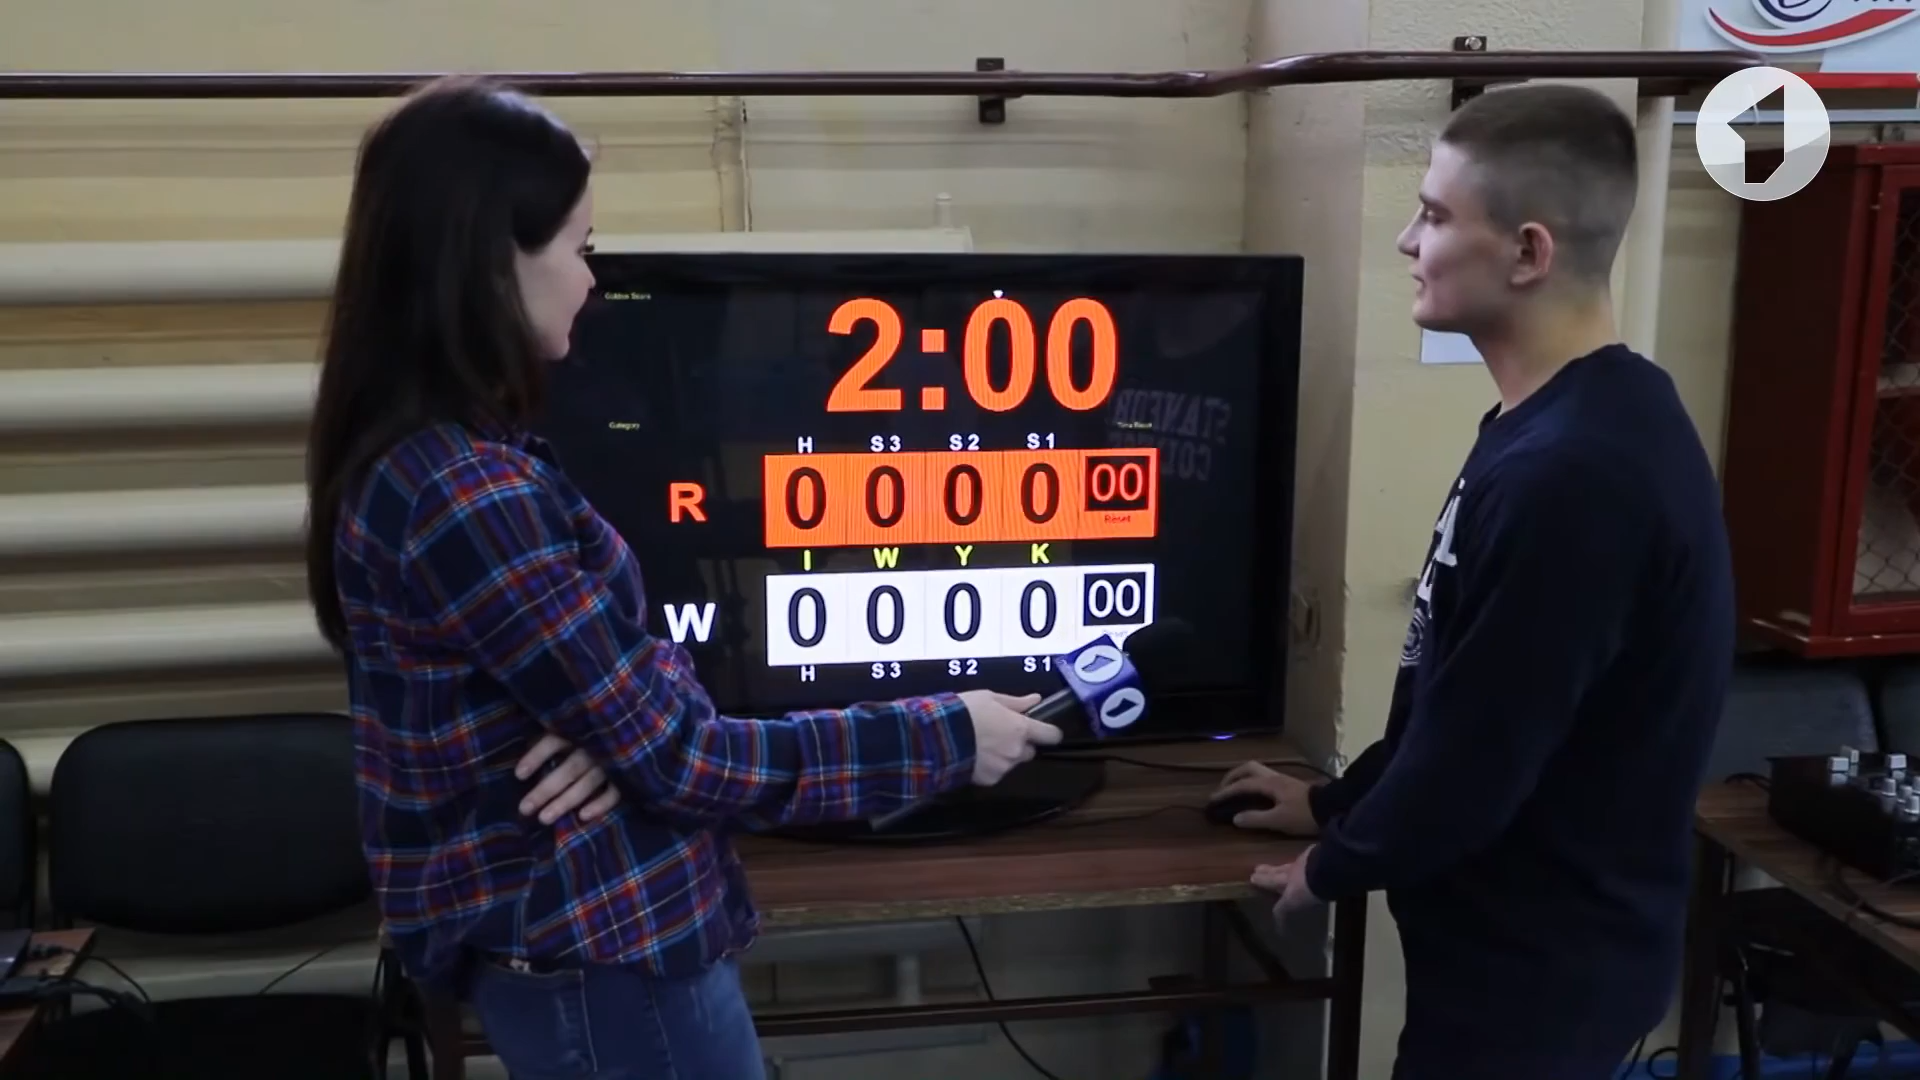 Golden Score
2:00
Category
Time Reset
H S3 S2 S1
R 0 0 0 0 00
Reset
I W Y K
W 0 0 0 0 00
H S3 S2 S1